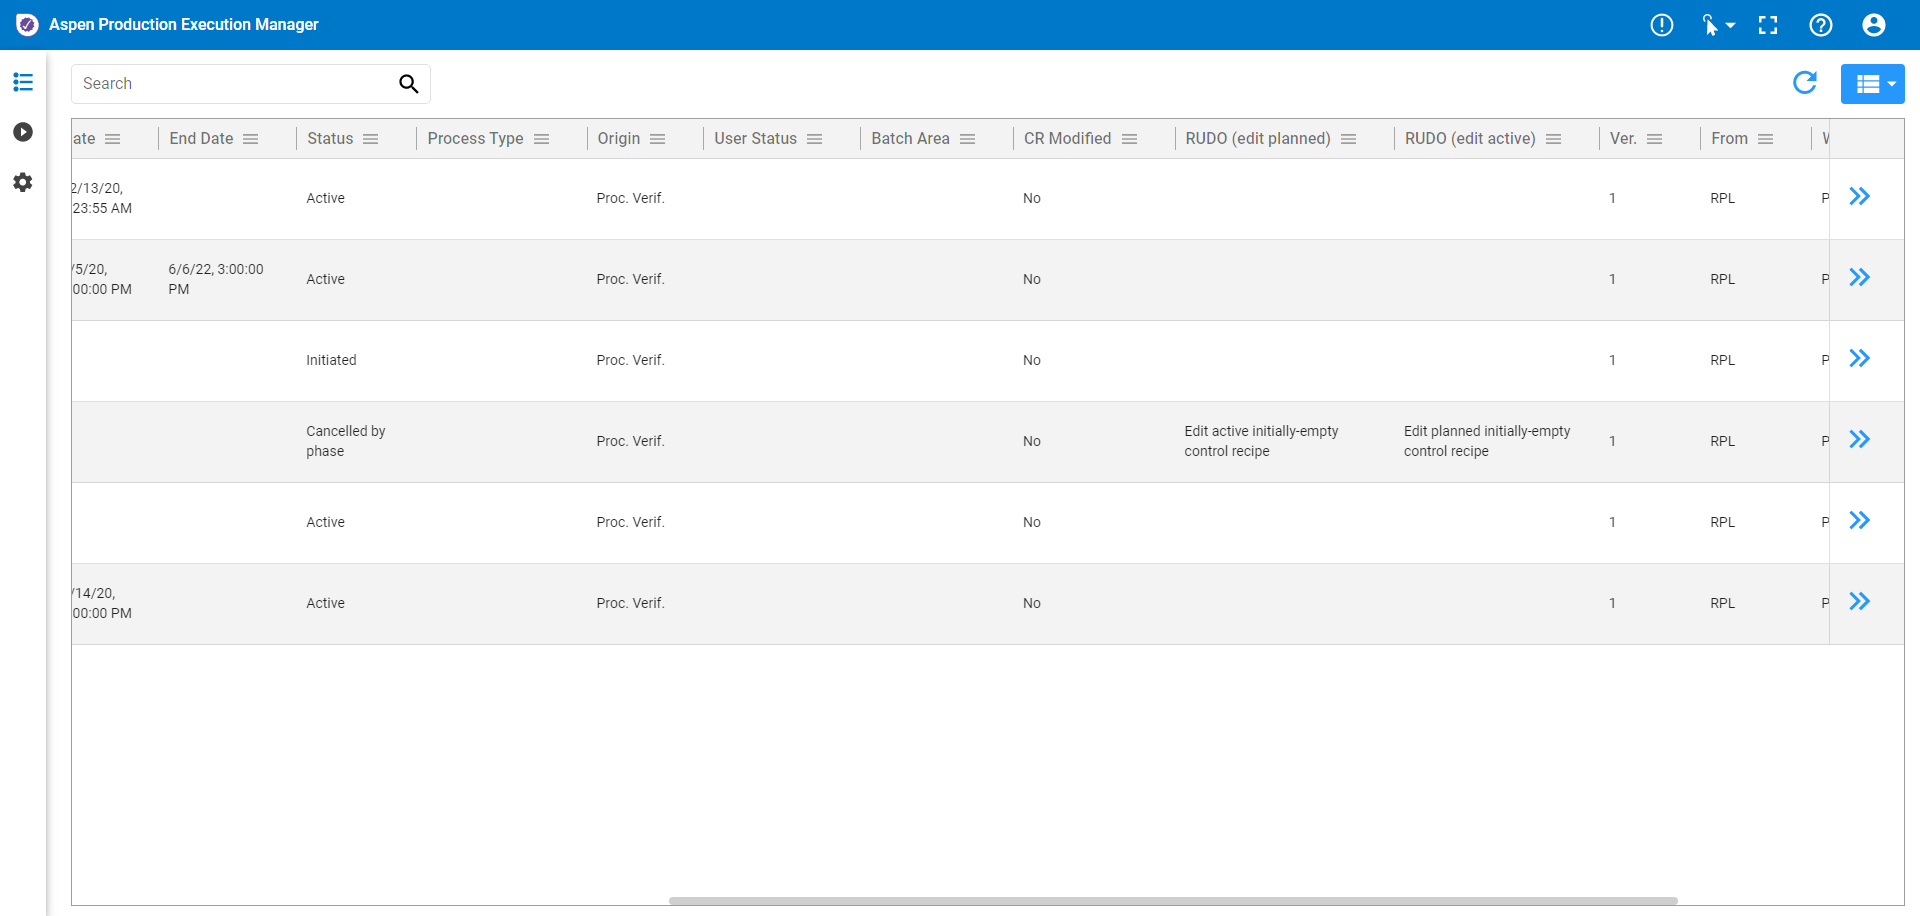 Aspen Production Execution Manager
Search
ate End Date Status Process Type Origin User Status Batch Area CR Modified RUDO (edit planned) RUDO (edit active) Ver. From
2/13/20,
23:55 AM
Active Proc. Verif. No 1 RPL P
/5/20,
00:00 PM
6/6/22, 3:00:00
PM
Active Proc. Verif. No 1 RPL P
Initiated Proc. Verif. No 1 RPL P
Cancelled by
phase
Proc. Verif. No
Edit active initially-empty
control recipe
Edit planned initially-empty
control recipe
1 RPL P
Active Proc. Verif. No 1 RPL P
/14/20,
00:00 PM
Active Proc. Verif. No 1 RPL P